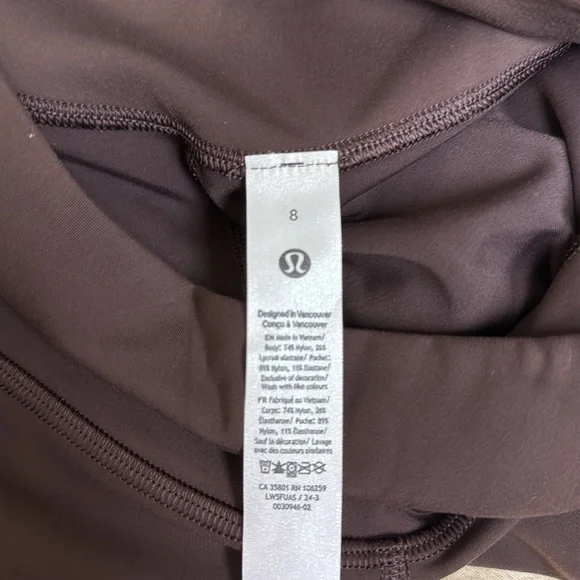 8
Designed in Vancouver
Conçu à Vancouver
EN Made in Vietnam/
Body: 74% Nylon, 26%
Lycra® elastane/ Pocket:
89% Nylon, 11% Elastane/
Exclusive of decoration/
Wash with like colours
FR Fabriqué au Vietnam/
Corps: 74% Nylon, 26%
Élasthanne/ Poche: 89%
Nylon, 11% Élasthanne/
Sauf la décoration/ Lavage
avec des couleurs similaires
CA 35801 RN 106259
LW5FUAS / 24-3
0030946-02